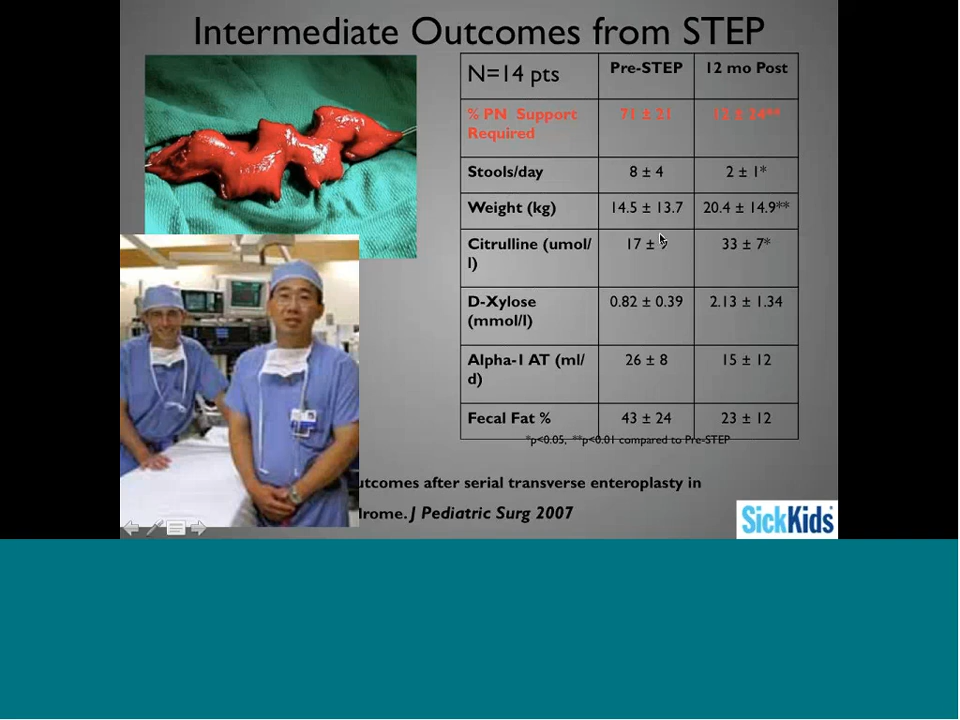 Intermediate Outcomes from STEP
N=14 pts Pre-STEP 12 mo Post
% PN Support 71 ± 21
Required
Stools/day 8 ± 4 2 ± 1*
Weight (kg) 14.5 ± 13.7 20.4 ± 14.9**
Citrulline (umol/ 17 ± 33 ± 7*
l)
D-Xylose 0.82 ± 0.39 2.13 ± 1.34
(mmol/l)
Alpha-1 AT (ml/ 26 ± 8 15 ± 12
d)
Fecal Fat % 43 ± 24 23 ± 12
*p<0.05, **p<0.01 compared to Pre-STEP
utcomes after serial transverse enteroplasty in
drome. J Pediatric Surg 2007
SickKids